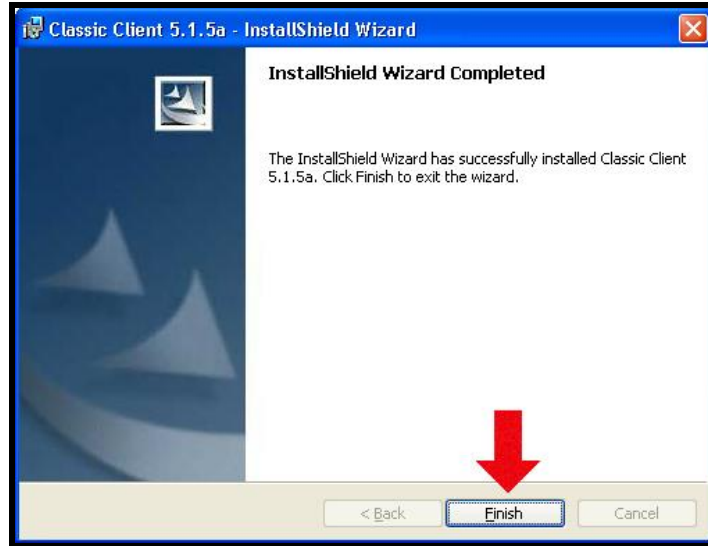 Classic Client 5.1.5a - InstallShield Wizard
InstallShield Wizard Completed
The InstallShield Wizard has successfully installed Classic Client
5.1.5a. Click Finish to exit the wizard.
< Back Finish Cancel